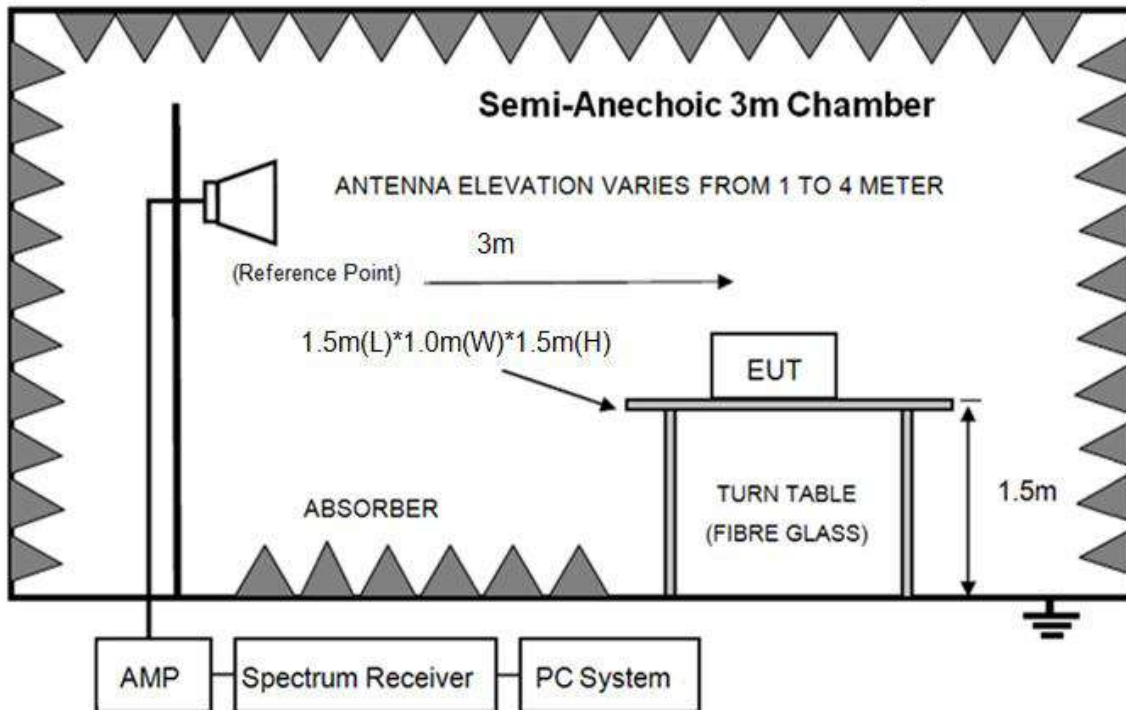 Semi-Anechoic 3m Chamber
ANTENNA ELEVATION VARIES FROM 1 TO 4 METER
3m
(Reference Point)
1.5m(L)*1.0m(W)*1.5m(H)
EUT
1.5m
TURN TABLE
(FIBRE GLASS)
ABSORBER
AMP
Spectrum Receiver
PC System